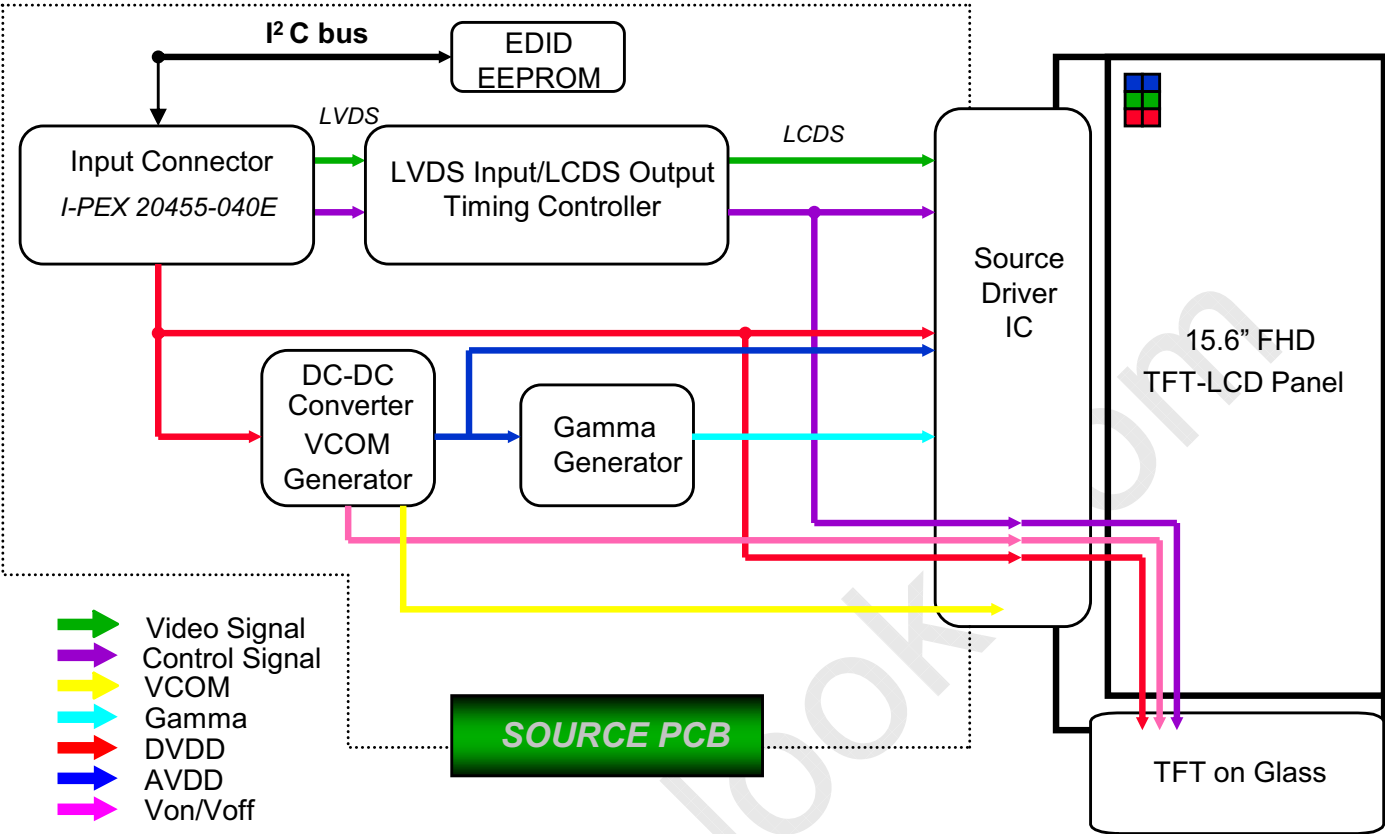 I² C bus
EDID
EEPROM
LVDS
LCDS
Input Connector
I-PEX 20455-040E
LVDS Input/LCDS Output
Timing Controller
Source
Driver
IC
15.6” FHD
TFT-LCD Panel
DC-DC
Converter
VCOM
Generator
Gamma
Generator
Video Signal
Control Signal
VCOM
Gamma
DVDD
AVDD
Von/Voff
SOURCE PCB
TFT on Glass